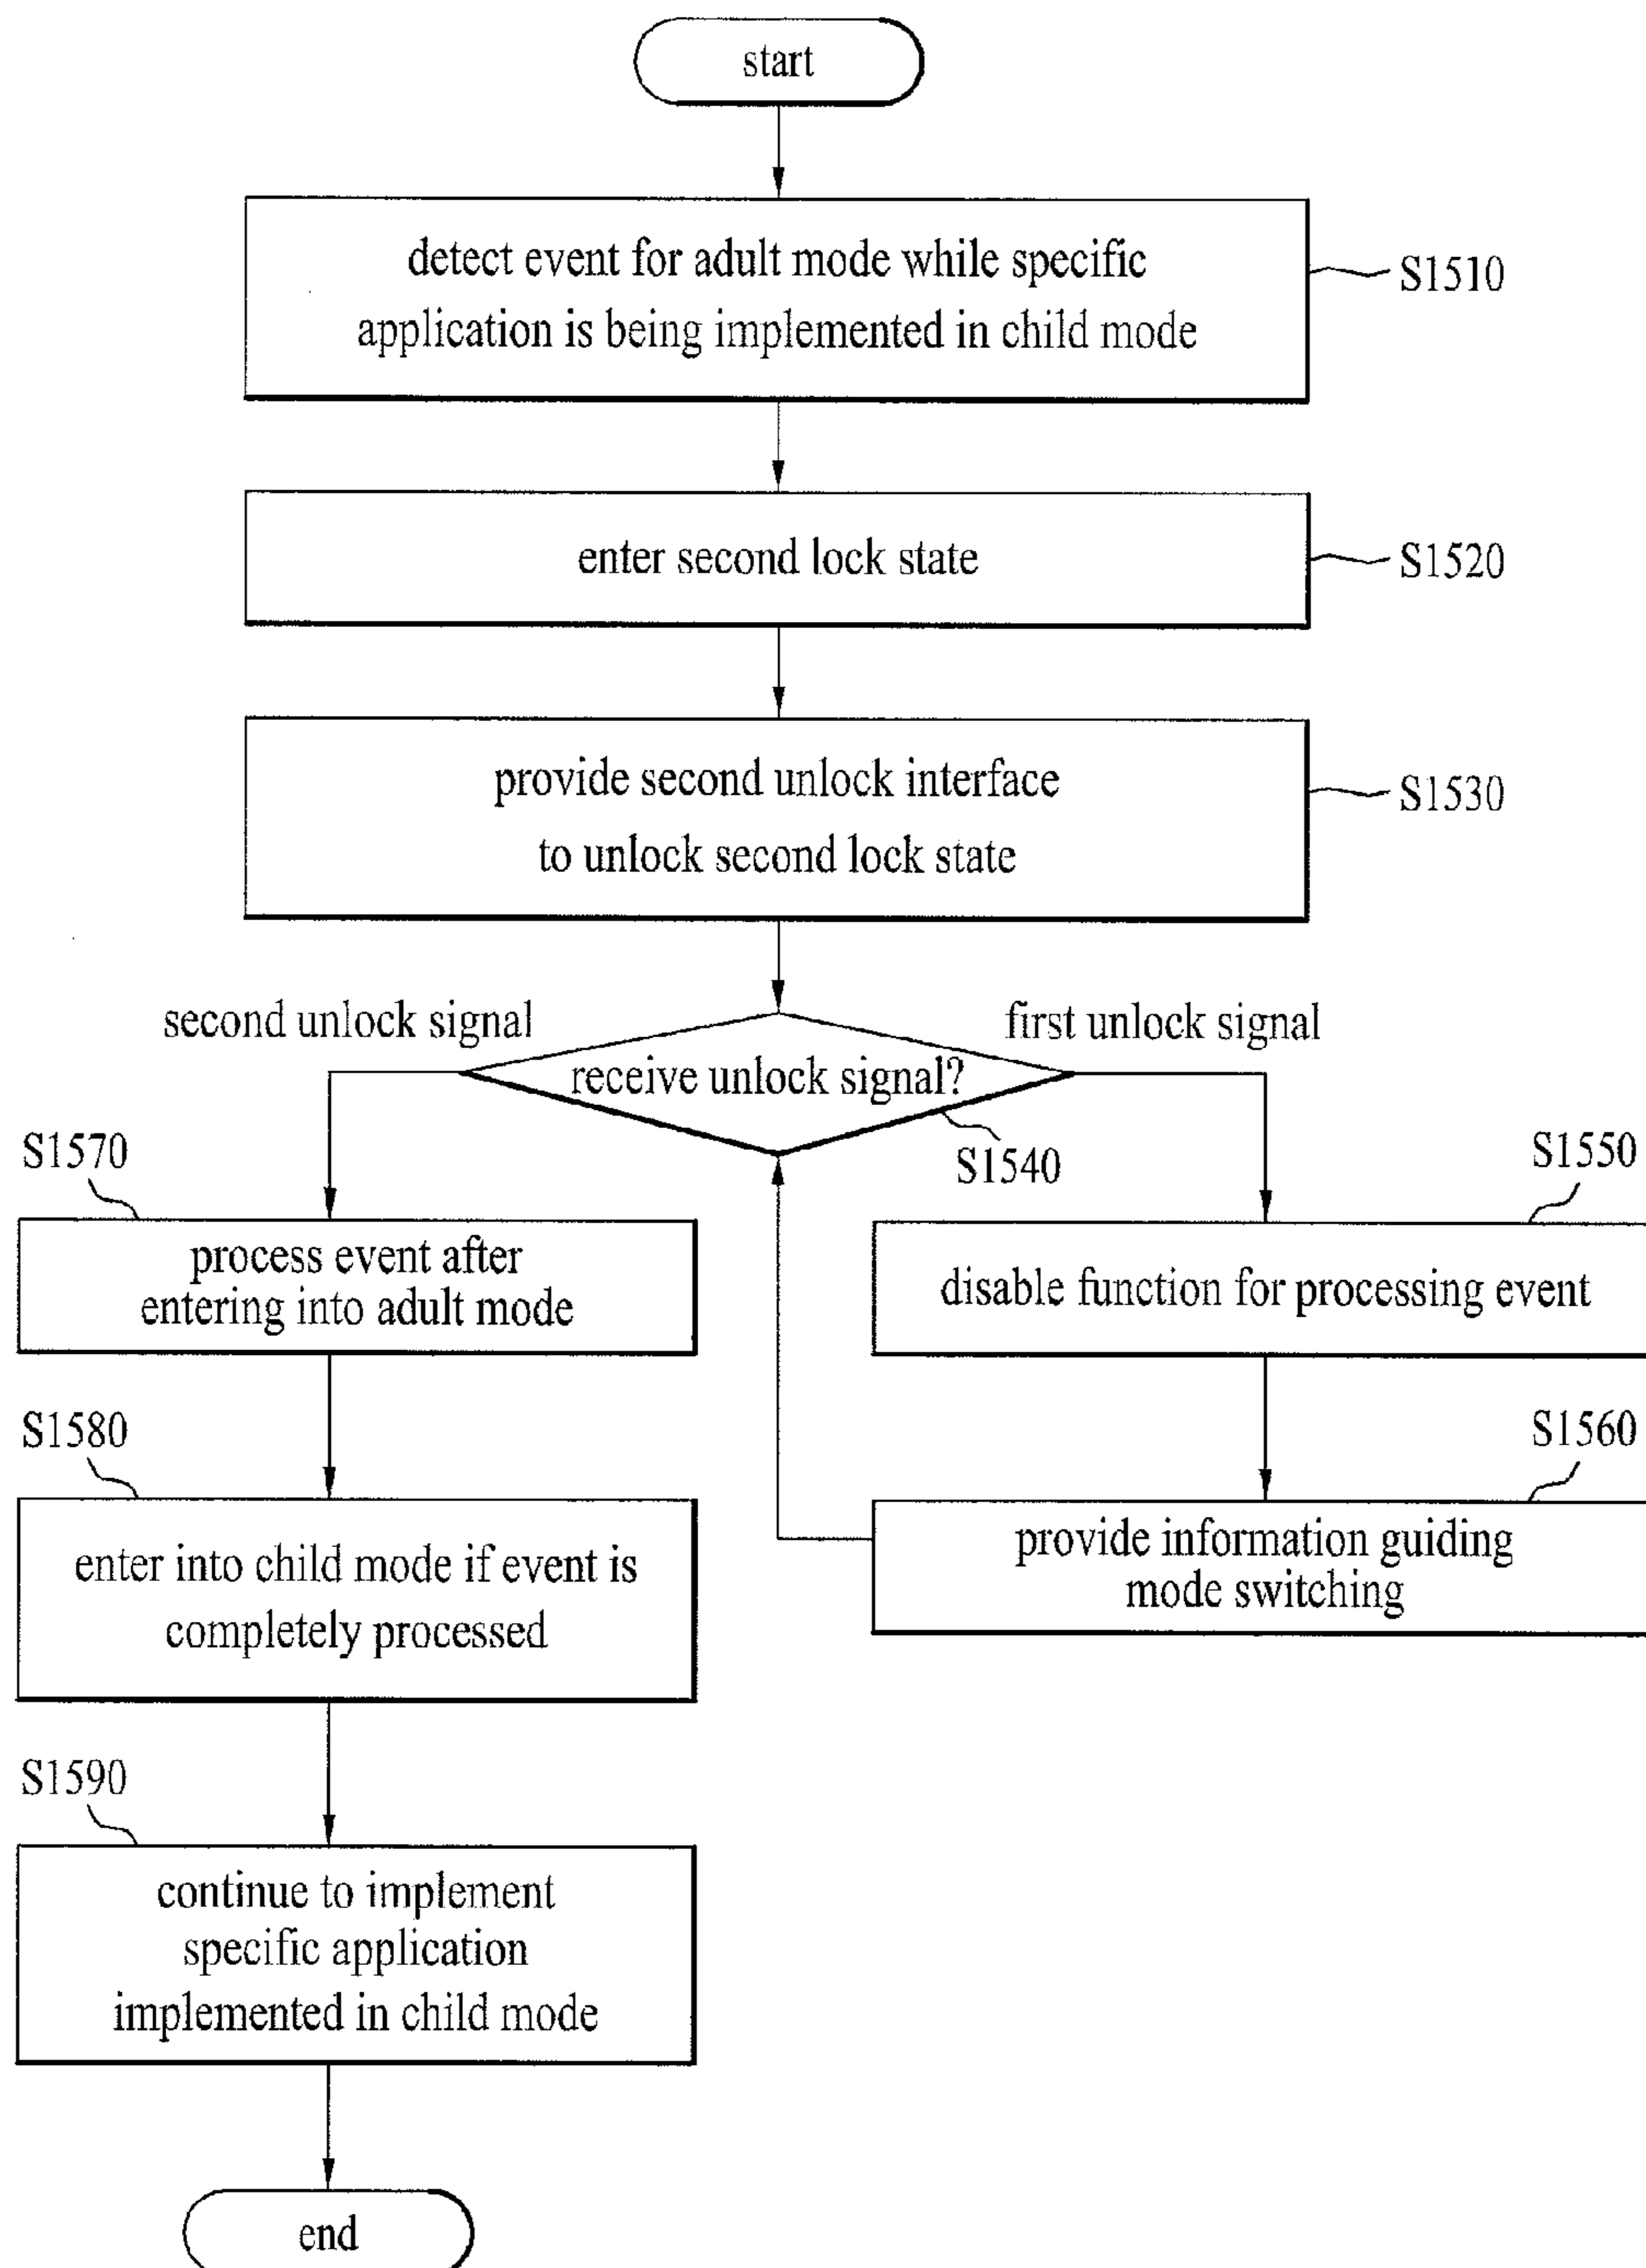 start
detect event for adult mode while specific
application is being implemented in child mode
S1510
enter second lock state
S1520
provide second unlock interface
to unlock second lock state
S1530
second unlock signal
first unlock signal
receive unlock signal?
S1540
S1570
process event after
entering into adult mode
S1550
disable function for processing event
S1580
enter into child mode if event is
completely processed
S1560
provide information guiding
mode switching
S1590
continue to implement
specific application
implemented in child mode
end